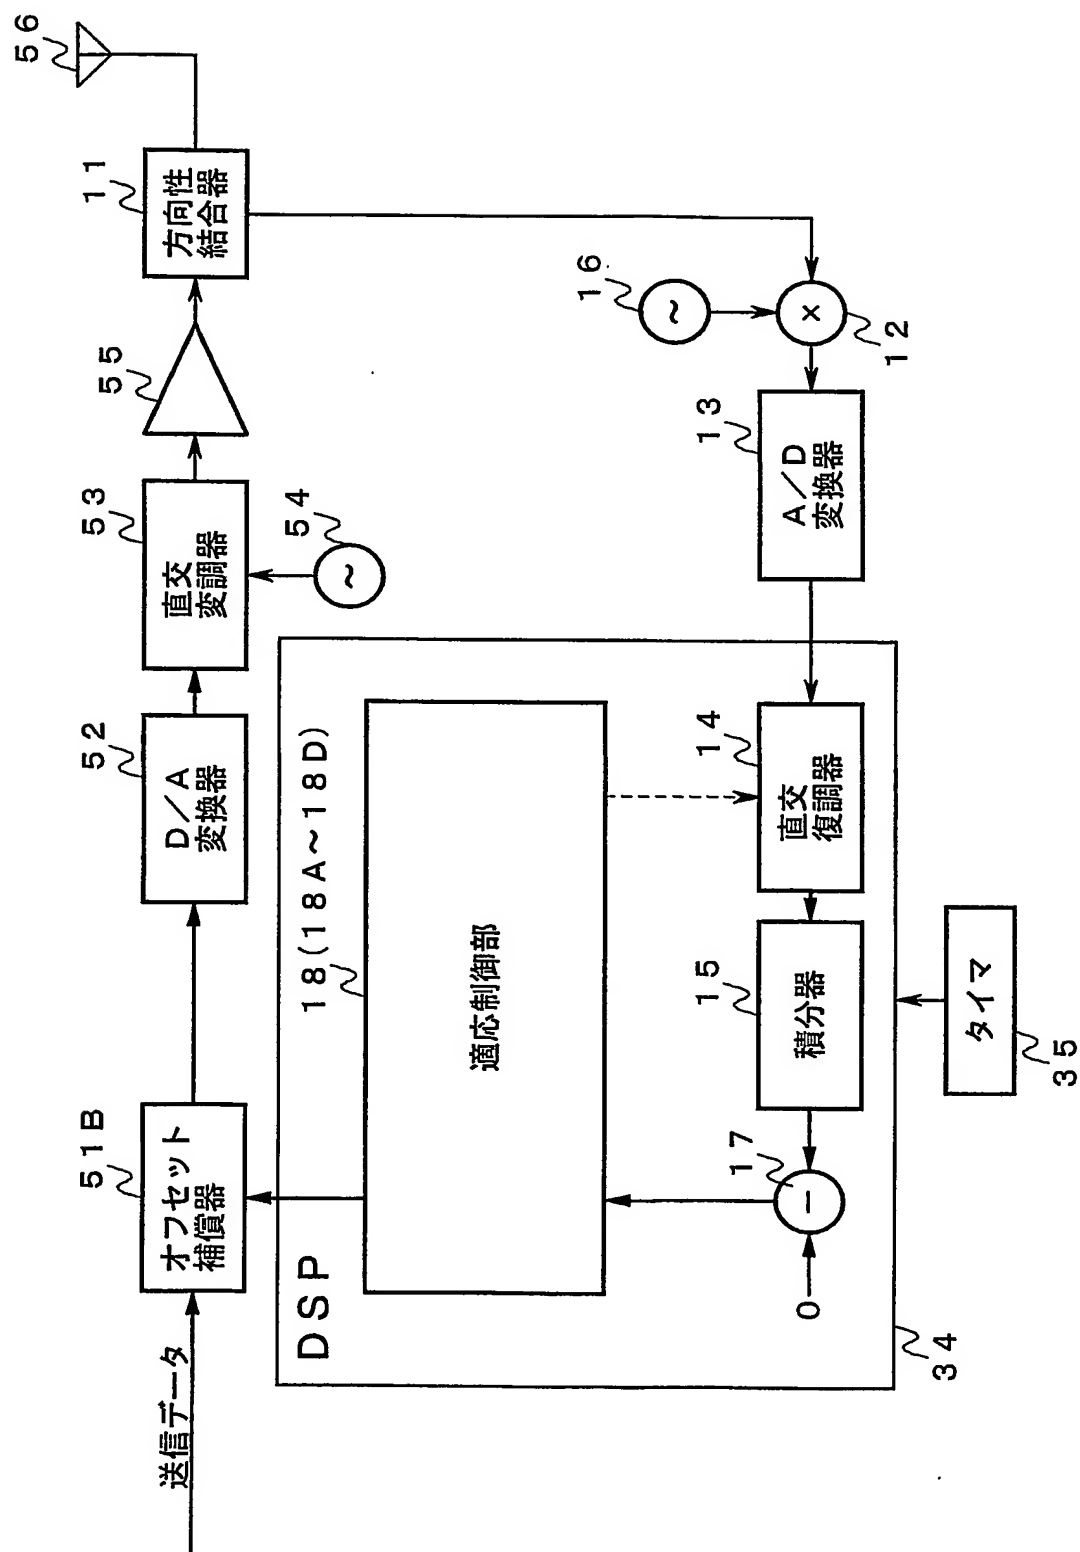 送信データ
オフセット
補償器
51B
D/A
変換器
52
直交
変調器
53
54
~
55
方向性
結合器
11
56
DSP
18(18A~18D)
適応制御部
16
~
×
12
A/D
変換器
13
直交
復調器
14
積分器
15
17
−
0
34
タイマ
35